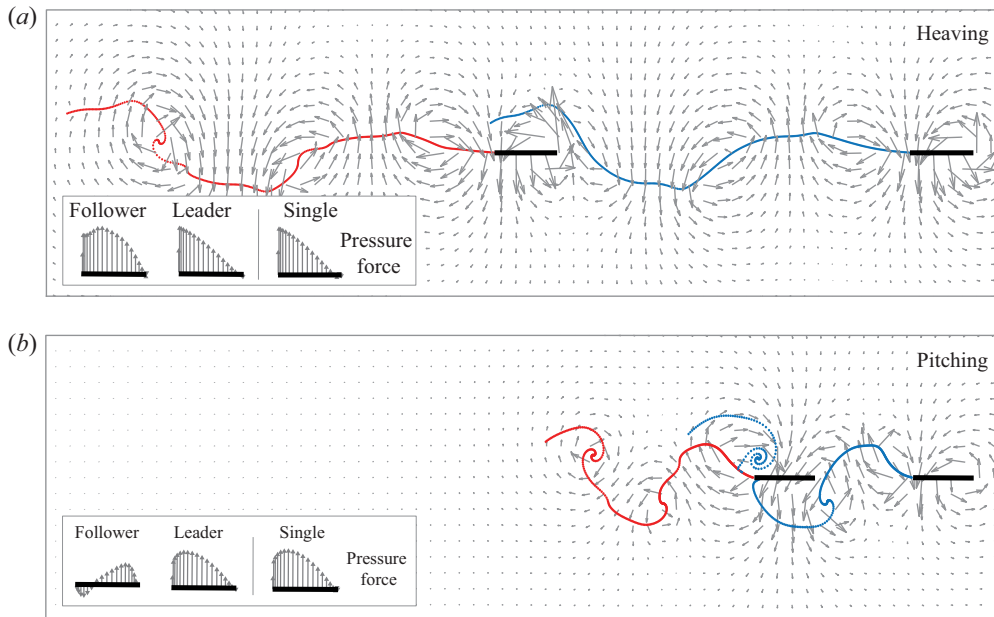 (a)
Heaving
Follower Leader Single
Pressure
force
(b)
Pitching
Follower Leader Single
Pressure
force